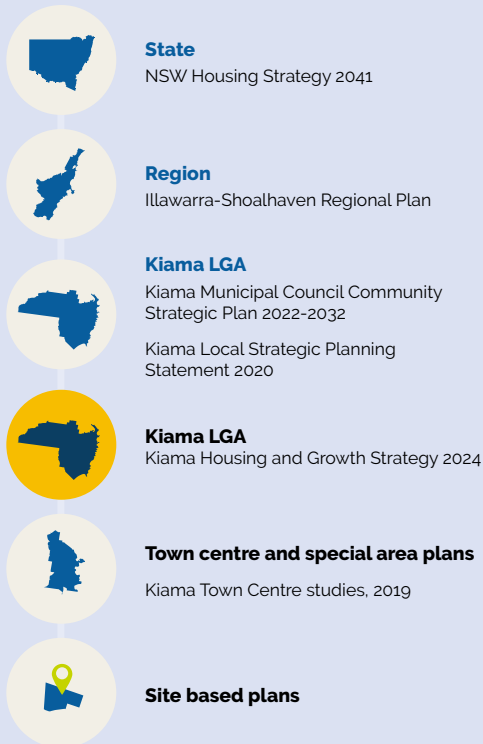 State
NSW Housing Strategy 2041
Region
Illawarra-Shoalhaven Regional Plan
Kiama LGA
Kiama Municipal Council Community
Strategic Plan 2022-2032
Kiama Local Strategic Planning
Statement 2020
Kiama LGA
Kiama Housing and Growth Strategy 2024
Town centre and special area plans
Kiama Town Centre studies, 2019
Site based plans